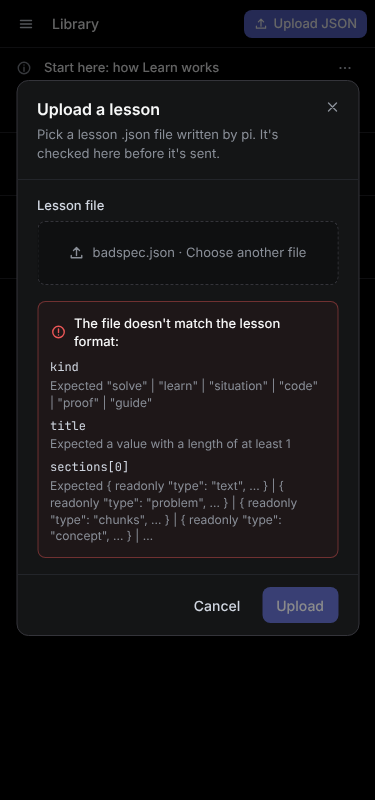 Library
Upload JSON
Start here: how Learn works
Upload a lesson
Pick a lesson .json file written by pi. It's
checked here before it's sent.
Lesson file
badspec.json · Choose another file
The file doesn't match the lesson
format:
kind
Expected "solve" | "learn" | "situation" | "code"
| "proof" | "guide"
title
Expected a value with a length of at least 1
sections[0]
Expected { readonly "type": "text", ... } | {
readonly "type": "problem", ... } | { readonly
"type": "chunks", ... } | { readonly "type":
"concept", ... } | ...
Cancel
Upload